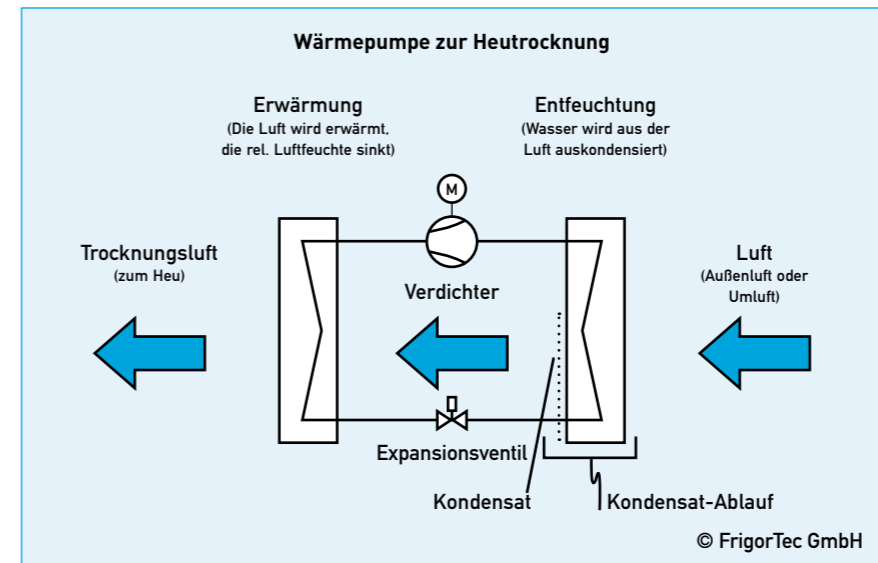 Wärmepumpe zur Heutrocknung
Erwärmung
(Die Luft wird erwärmt,
die rel. Luftfeuchte sinkt)
Entfeuchtung
(Wasser wird aus der
Luft auskondensiert)
M
Trocknungsluft
(zum Heu)
Verdichter
Luft
(Außenluft oder
Umluft)
Expansionsventil
Kondensat
Kondensat-Ablauf
© FrigorTec GmbH